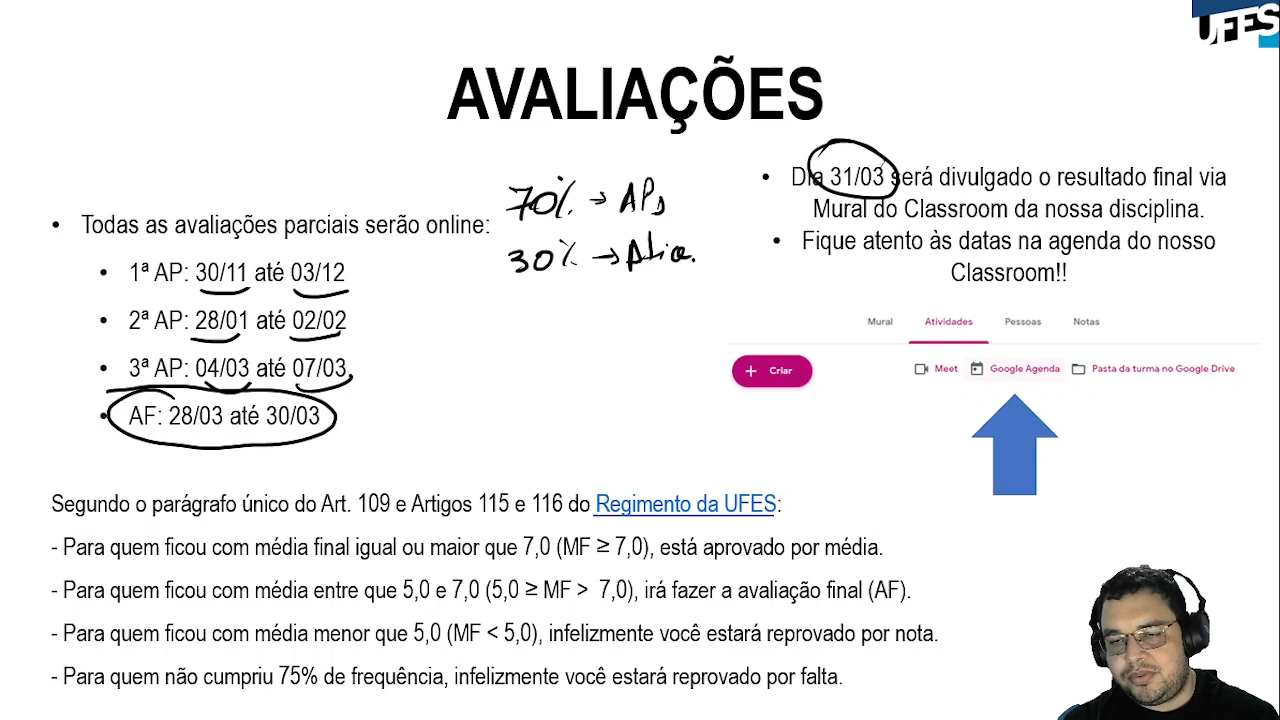 UFES
AVALIAÇÕES
• Todas as avaliações parciais serão online:
• 1ª AP: 30/11 até 03/12
• 2ª AP: 28/01 até 02/02
• 3ª AP: 04/03 até 07/03
• AF: 28/03 até 30/03
70% → APs
30% →
• Dia 31/03 será divulgado o resultado final via
Mural do Classroom da nossa disciplina.
• Fique atento às datas na agenda do nosso
Classroom!!
Mural Atividades Pessoas Notas
+ Criar Meet Google Agenda Pasta da turma no Google Drive
Segundo o parágrafo único do Art. 109 e Artigos 115 e 116 do Regimento da UFES:
- Para quem ficou com média final igual ou maior que 7,0 (MF ≥ 7,0), está aprovado por média.
- Para quem ficou com média entre que 5,0 e 7,0 (5,0 ≥ MF > 7,0), irá fazer a avaliação final (AF).
- Para quem ficou com média menor que 5,0 (MF < 5,0), infelizmente você estará reprovado por nota.
- Para quem não cumpriu 75% de frequência, infelizmente você estará reprovado por falta.